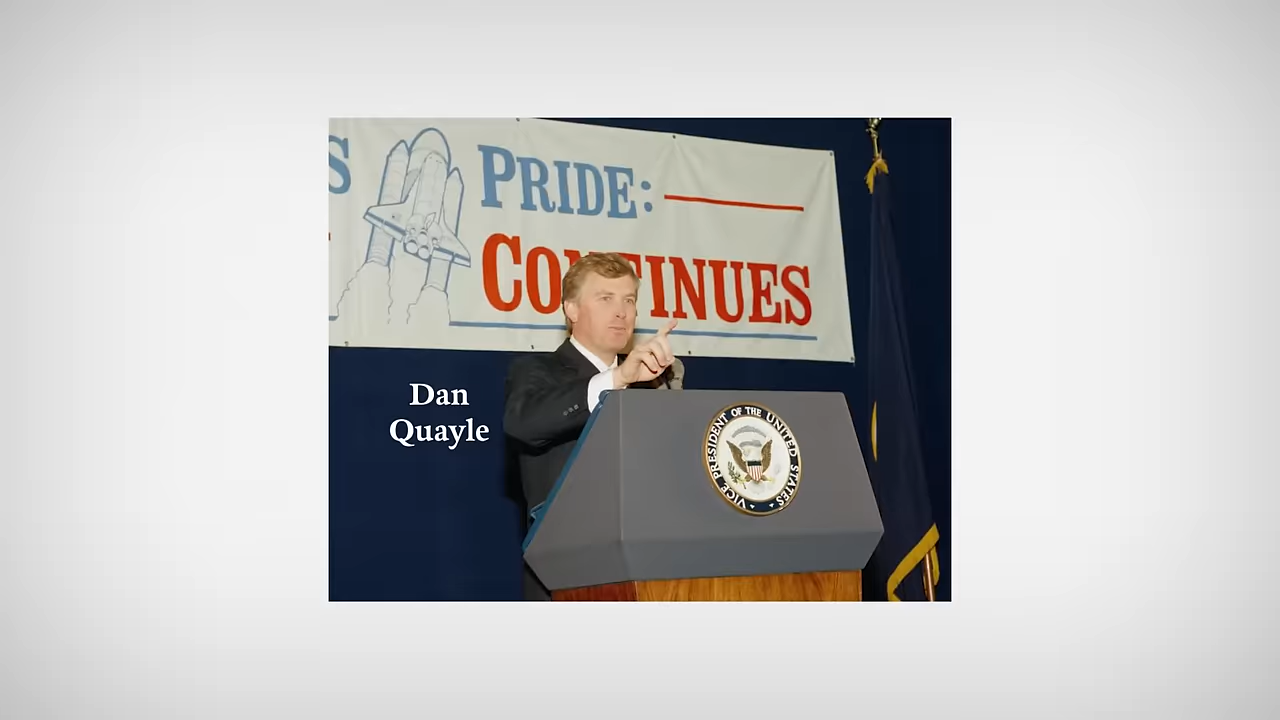 S PRIDE:
CONTINUES
Dan
Quayle
VICE PRESIDENT OF THE UNITED STATES